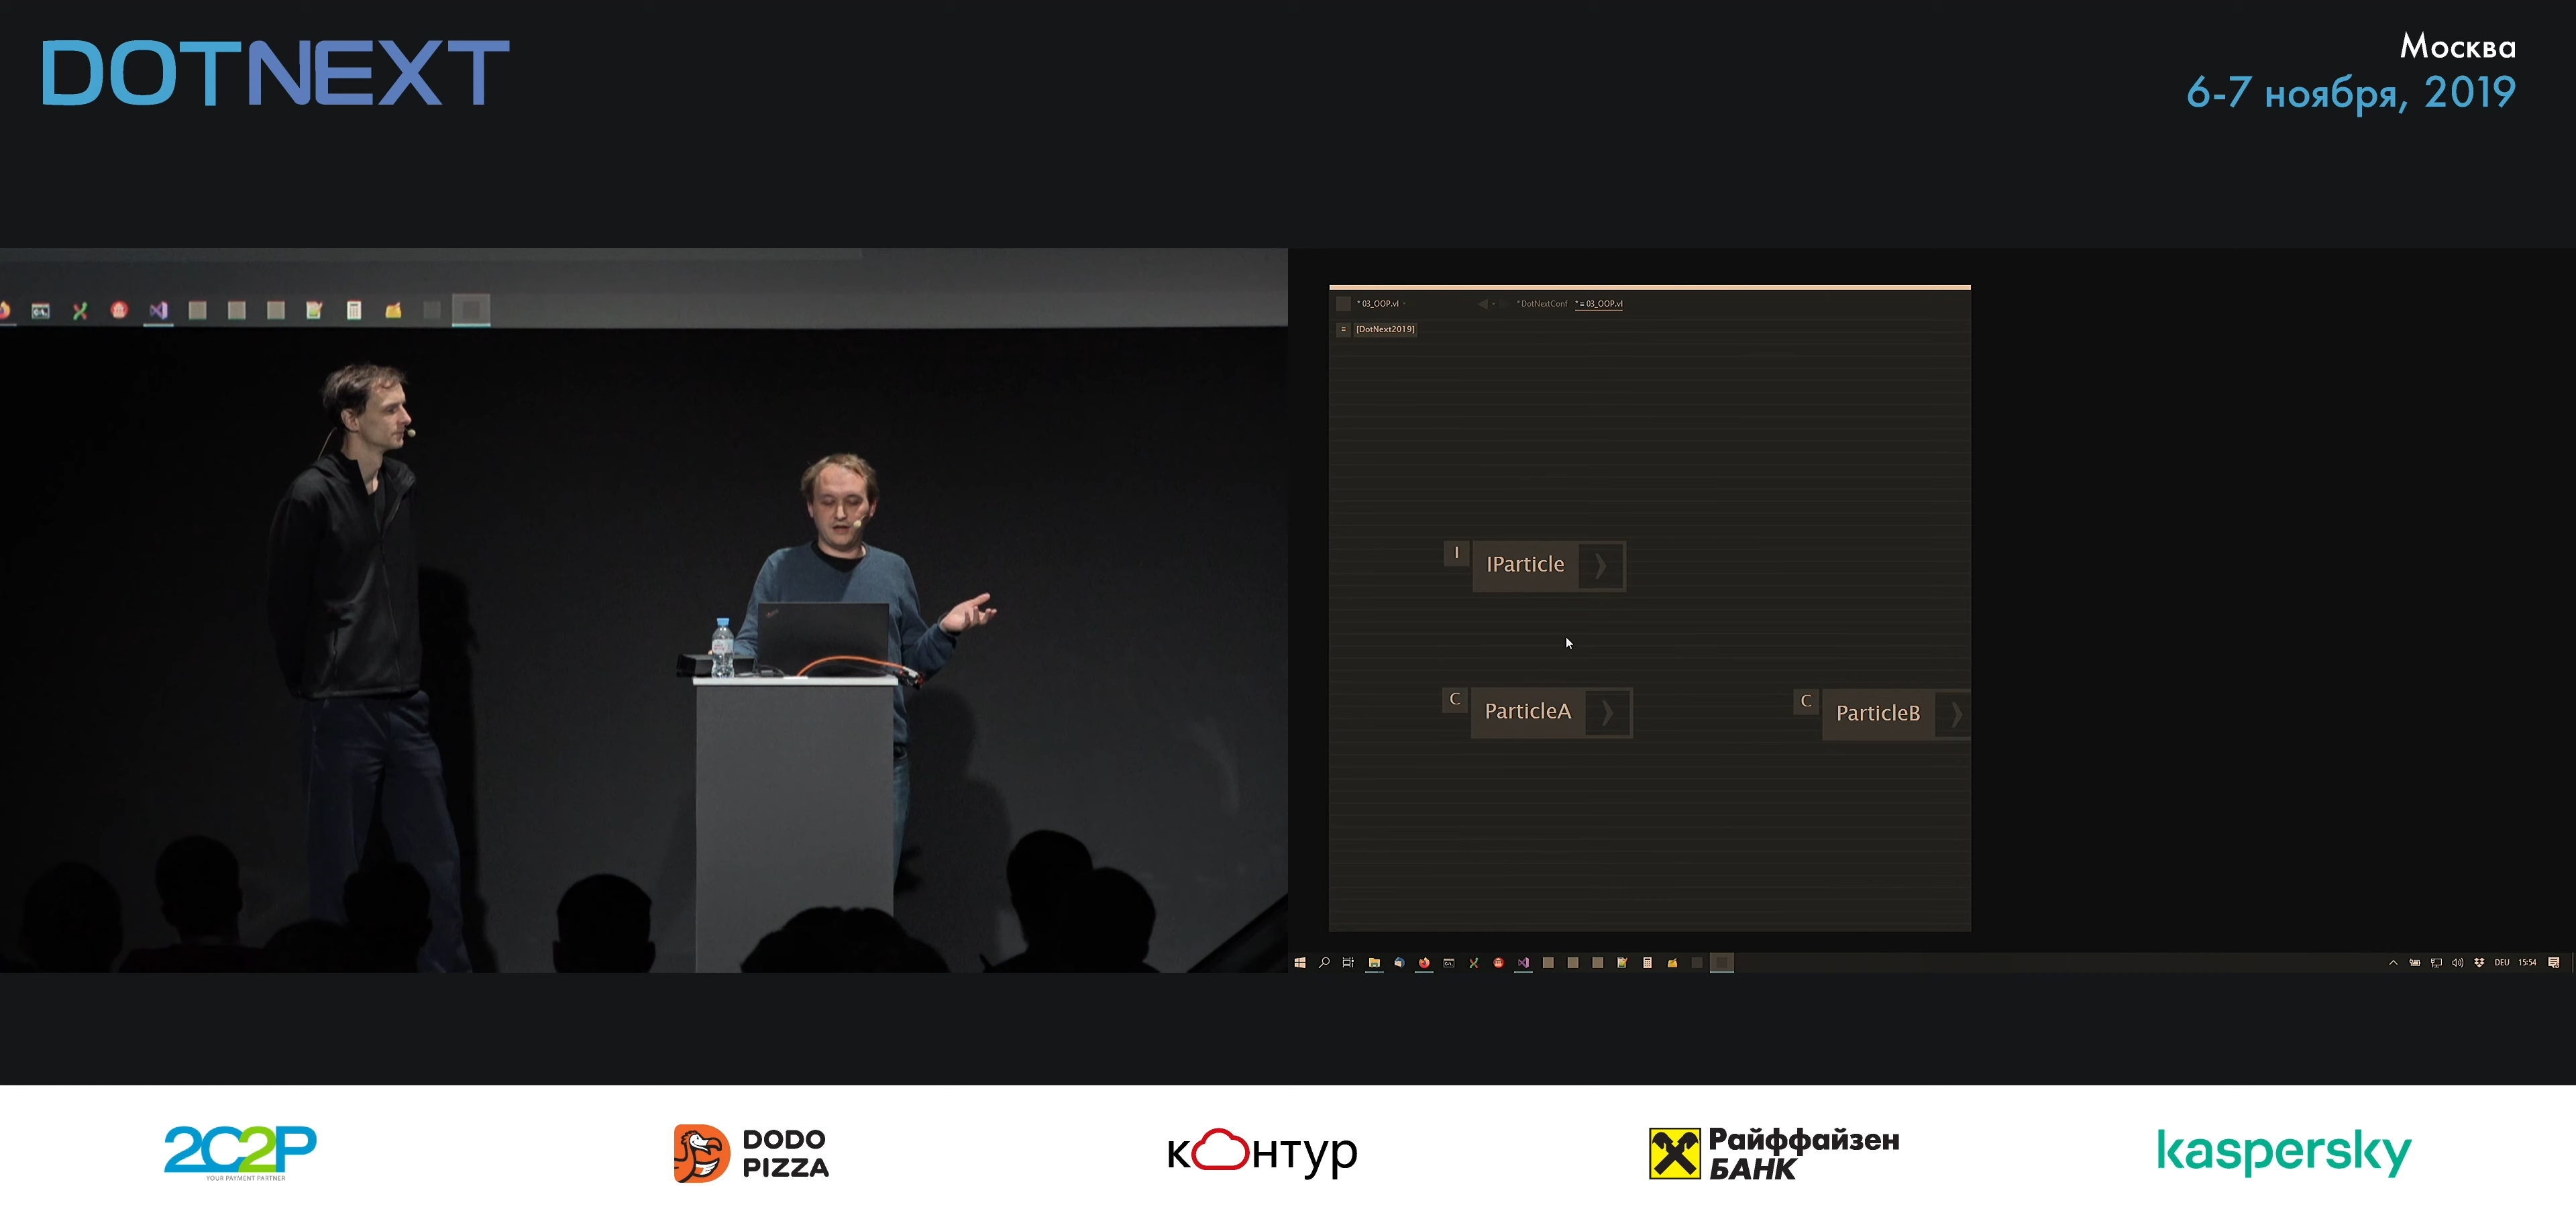 DOTNEXT
Москва
6-7 ноября, 2019
* 03_OOP.vl
* DotNextConf
* ≡ 03_OOP.vl
≡ [DotNext2019]
I
IParticle
C
ParticleA
C
ParticleB
DEU
15:54
2C2P
YOUR PAYMENT PARTNER
DODO
PIZZA
контур
Райффайзен
БАНК
kaspersky